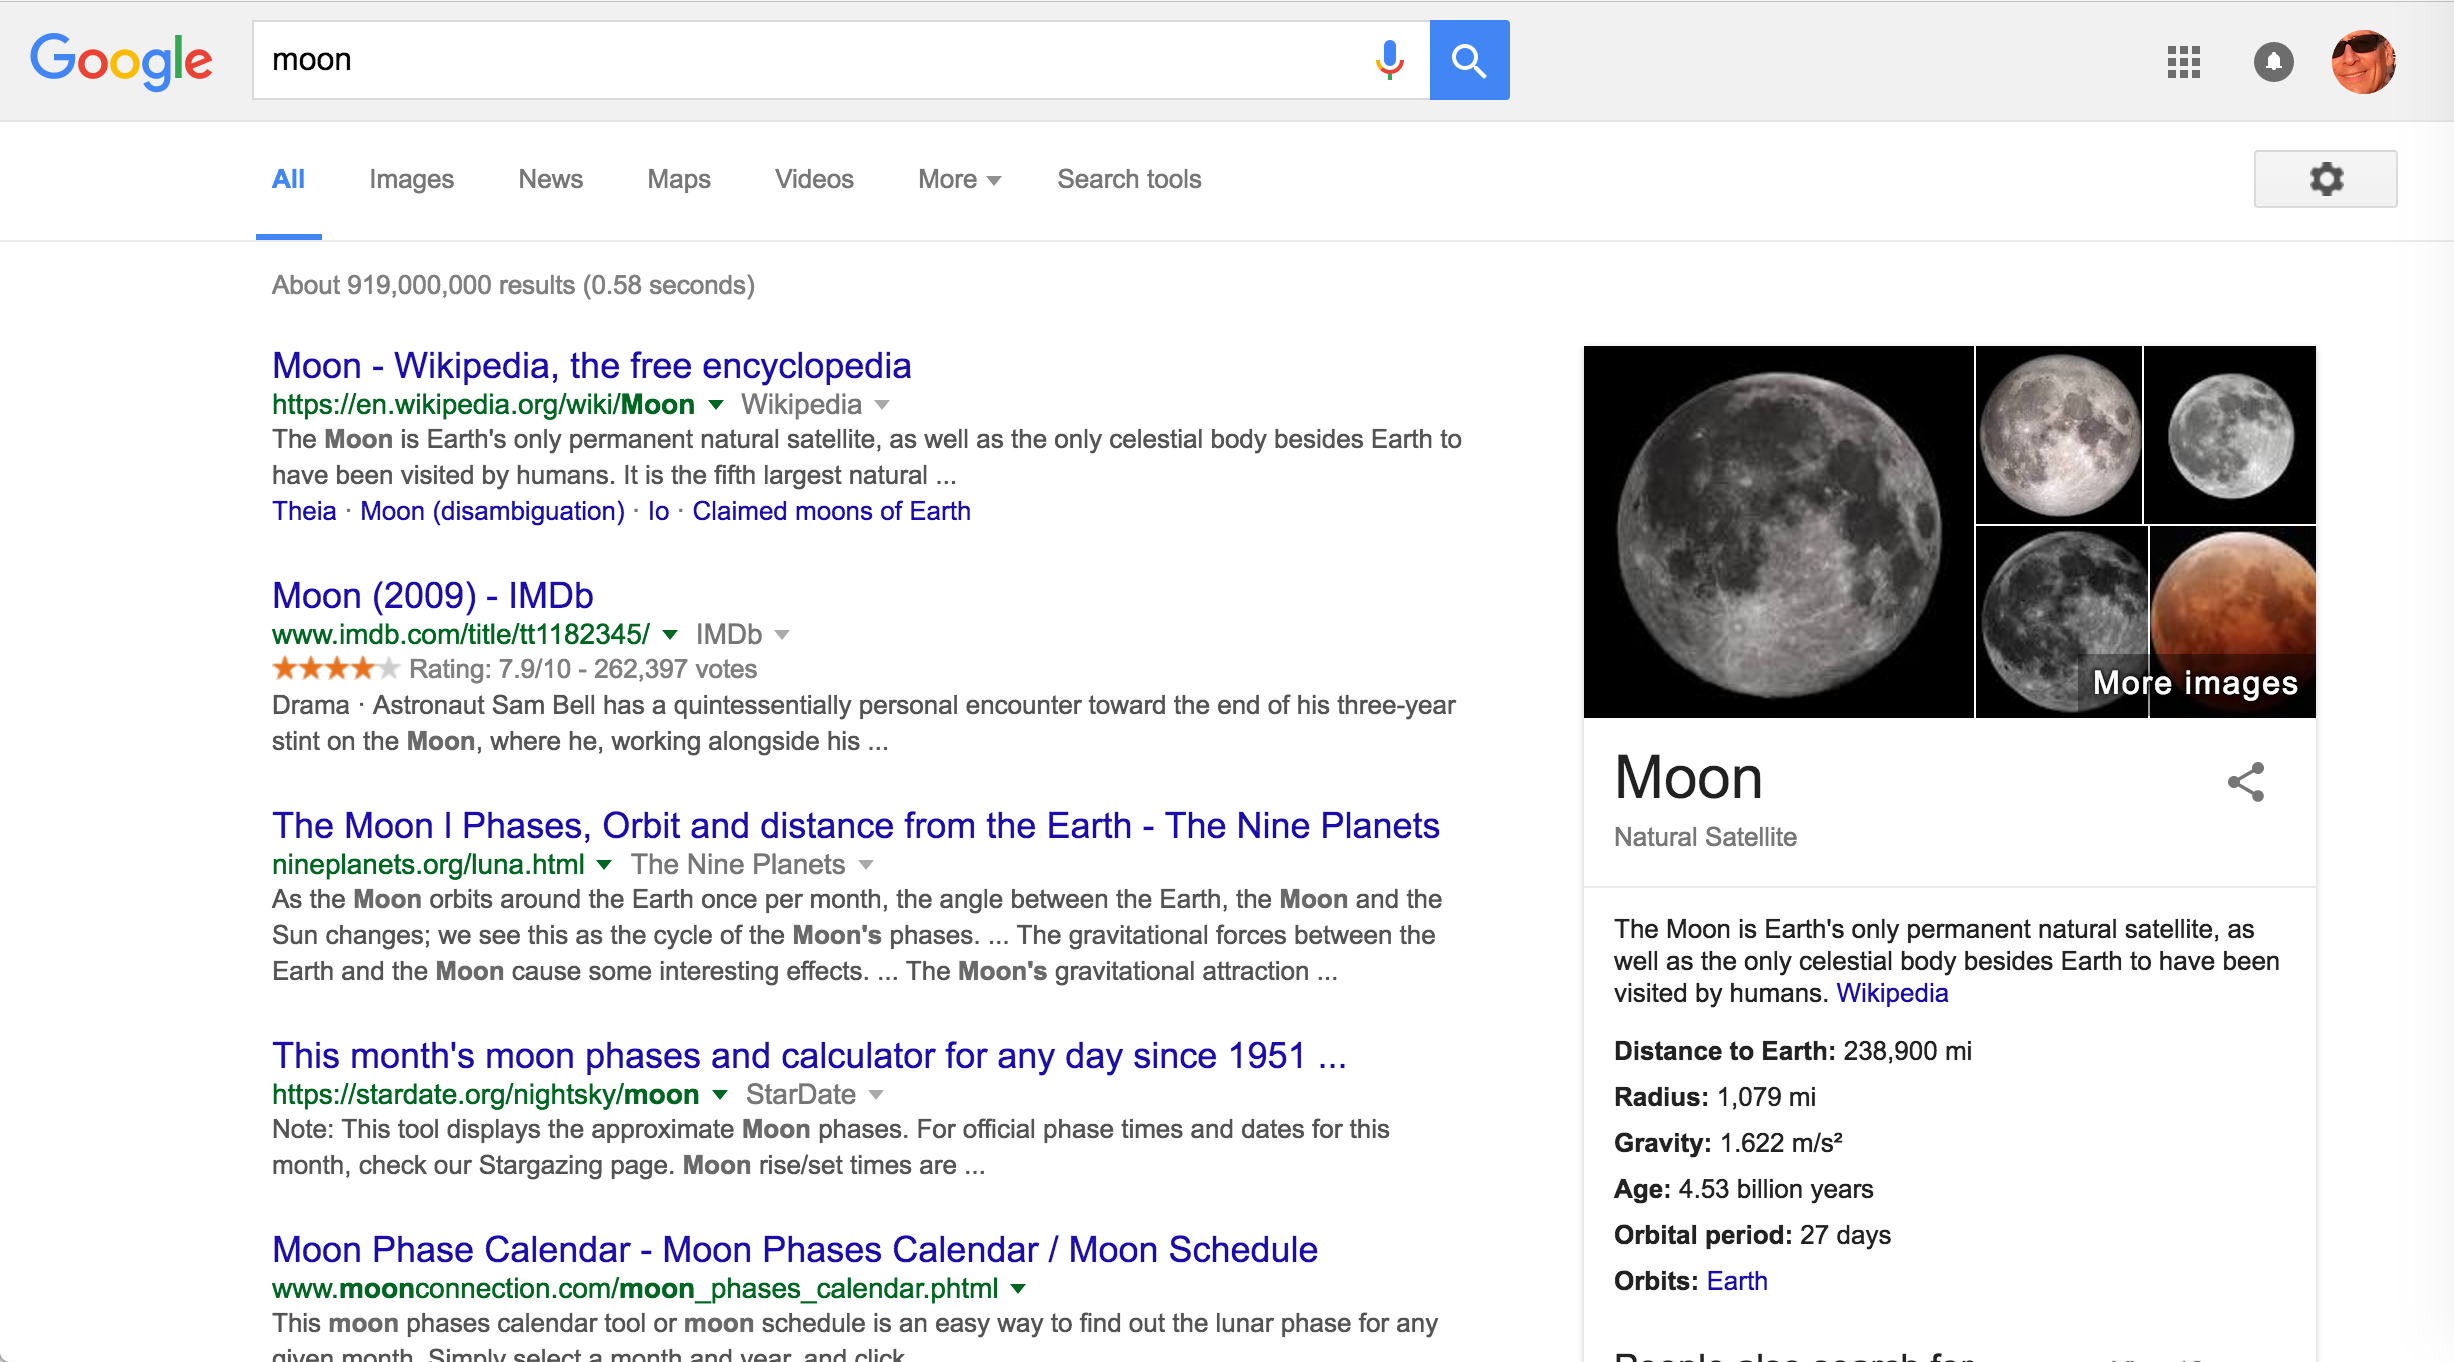 Google
moon
All Images News Maps Videos More Search tools
About 919,000,000 results (0.58 seconds)
Moon - Wikipedia, the free encyclopedia
https://en.wikipedia.org/wiki/Moon Wikipedia
The Moon is Earth's only permanent natural satellite, as well as the only celestial body besides Earth to
have been visited by humans. It is the fifth largest natural ...
Theia · Moon (disambiguation) · Io · Claimed moons of Earth
Moon (2009) - IMDb
www.imdb.com/title/tt1182345/ IMDb
Rating: 7.9/10 - 262,397 votes
Drama · Astronaut Sam Bell has a quintessentially personal encounter toward the end of his three-year
stint on the Moon, where he, working alongside his ...
The Moon | Phases, Orbit and distance from the Earth - The Nine Planets
nineplanets.org/luna.html The Nine Planets
As the Moon orbits around the Earth once per month, the angle between the Earth, the Moon and the
Sun changes; we see this as the cycle of the Moon's phases. ... The gravitational forces between the
Earth and the Moon cause some interesting effects. ... The Moon's gravitational attraction ...
This month's moon phases and calculator for any day since 1951 ...
https://stardate.org/nightsky/moon StarDate
Note: This tool displays the approximate Moon phases. For official phase times and dates for this
month, check our Stargazing page. Moon rise/set times are ...
Moon Phase Calendar - Moon Phases Calendar / Moon Schedule
www.moonconnection.com/moon_phases_calendar.phtml
This moon phases calendar tool or moon schedule is an easy way to find out the lunar phase for any
given month. Simply select a month and year, and click
More images
Moon
Natural Satellite
The Moon is Earth's only permanent natural satellite, as
well as the only celestial body besides Earth to have been
visited by humans. Wikipedia
Distance to Earth: 238,900 mi
Radius: 1,079 mi
Gravity: 1.622 m/s²
Age: 4.53 billion years
Orbital period: 27 days
Orbits: Earth
People also search for